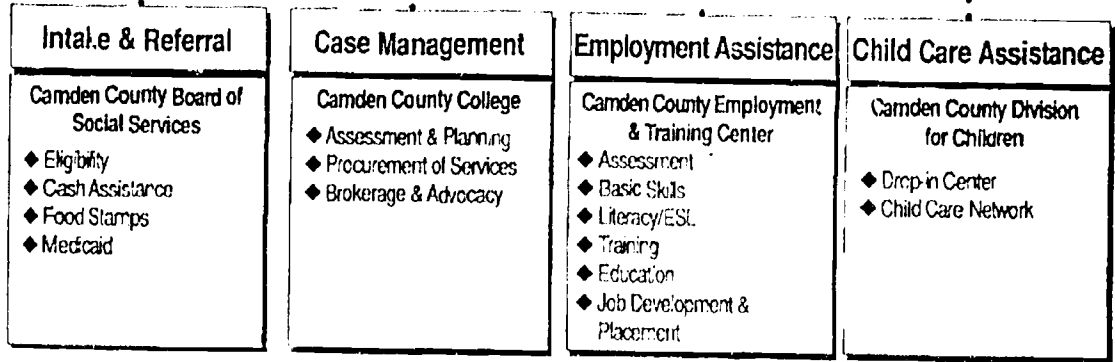 Intake & Referral
Camden County Board of
Social Services
◆ Eligibility
◆ Cash Assistance
◆ Food Stamps
◆ Medicaid
Case Management
Camden County College
◆ Assessment & Planning
◆ Procurement of Services
◆ Brokerage & Advocacy
Employment Assistance
Camden County Employment
& Training Center
◆ Assessment
◆ Basic Skills
◆ Literacy/ESL
◆ Training
◆ Education
◆ Job Development &
Placement
Child Care Assistance
Camden County Division
for Children
◆ Drop-in Center
◆ Child Care Network